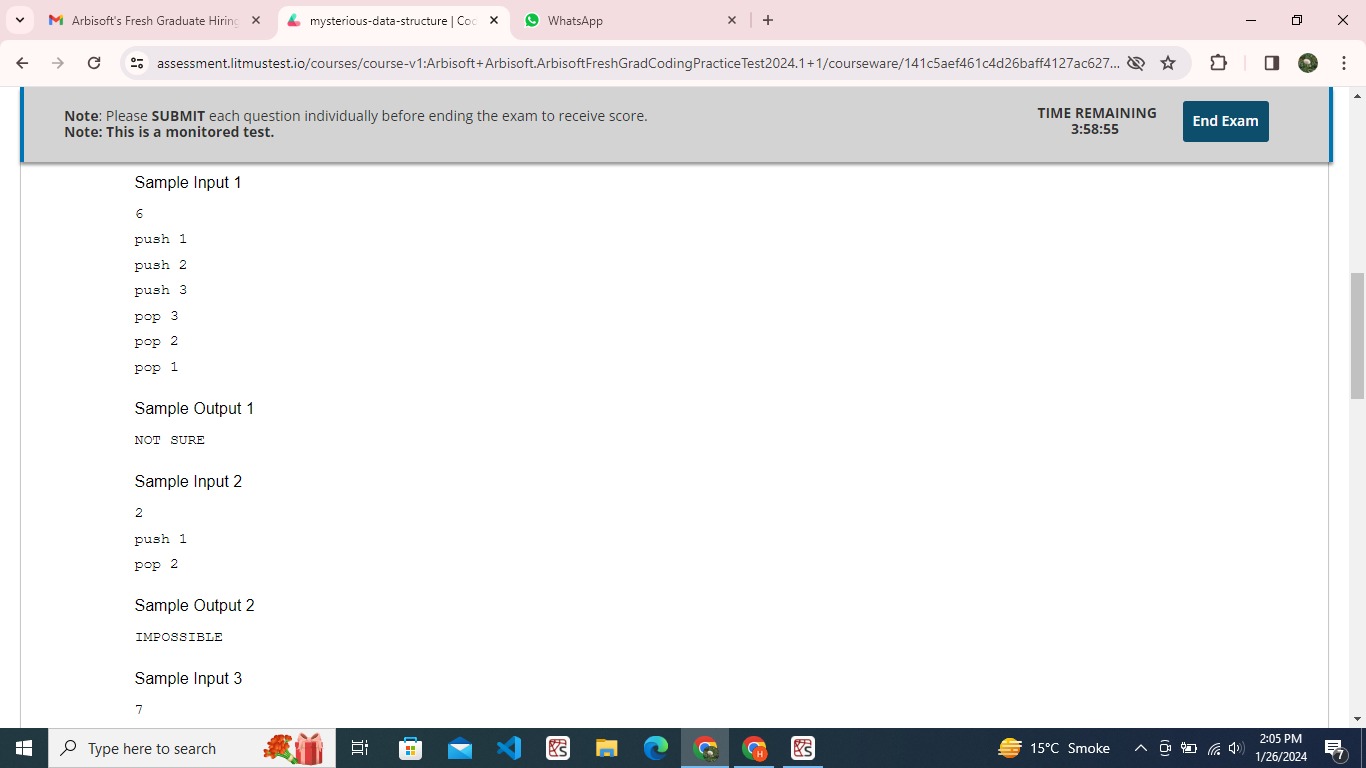 Arbisoft's Fresh Graduate Hiring
mysterious-data-structure | Coo
WhatsApp
assessment.litmustest.io/courses/course-v1:Arbisoft+Arbisoft.ArbisoftFreshGradCodingPracticeTest2024.1+1/courseware/141c5aef461c4d26baff4127ac627...
Note: Please SUBMIT each question individually before ending the exam to receive score.
Note: This is a monitored test.
TIME REMAINING
3:58:55
End Exam
Sample Input 1
6
push 1
push 2
push 3
pop 3
pop 2
pop 1
Sample Output 1
NOT SURE
Sample Input 2
2
push 1
pop 2
Sample Output 2
IMPOSSIBLE
Sample Input 3
7
Type here to search
15°C Smoke
2:05 PM
1/26/2024
7